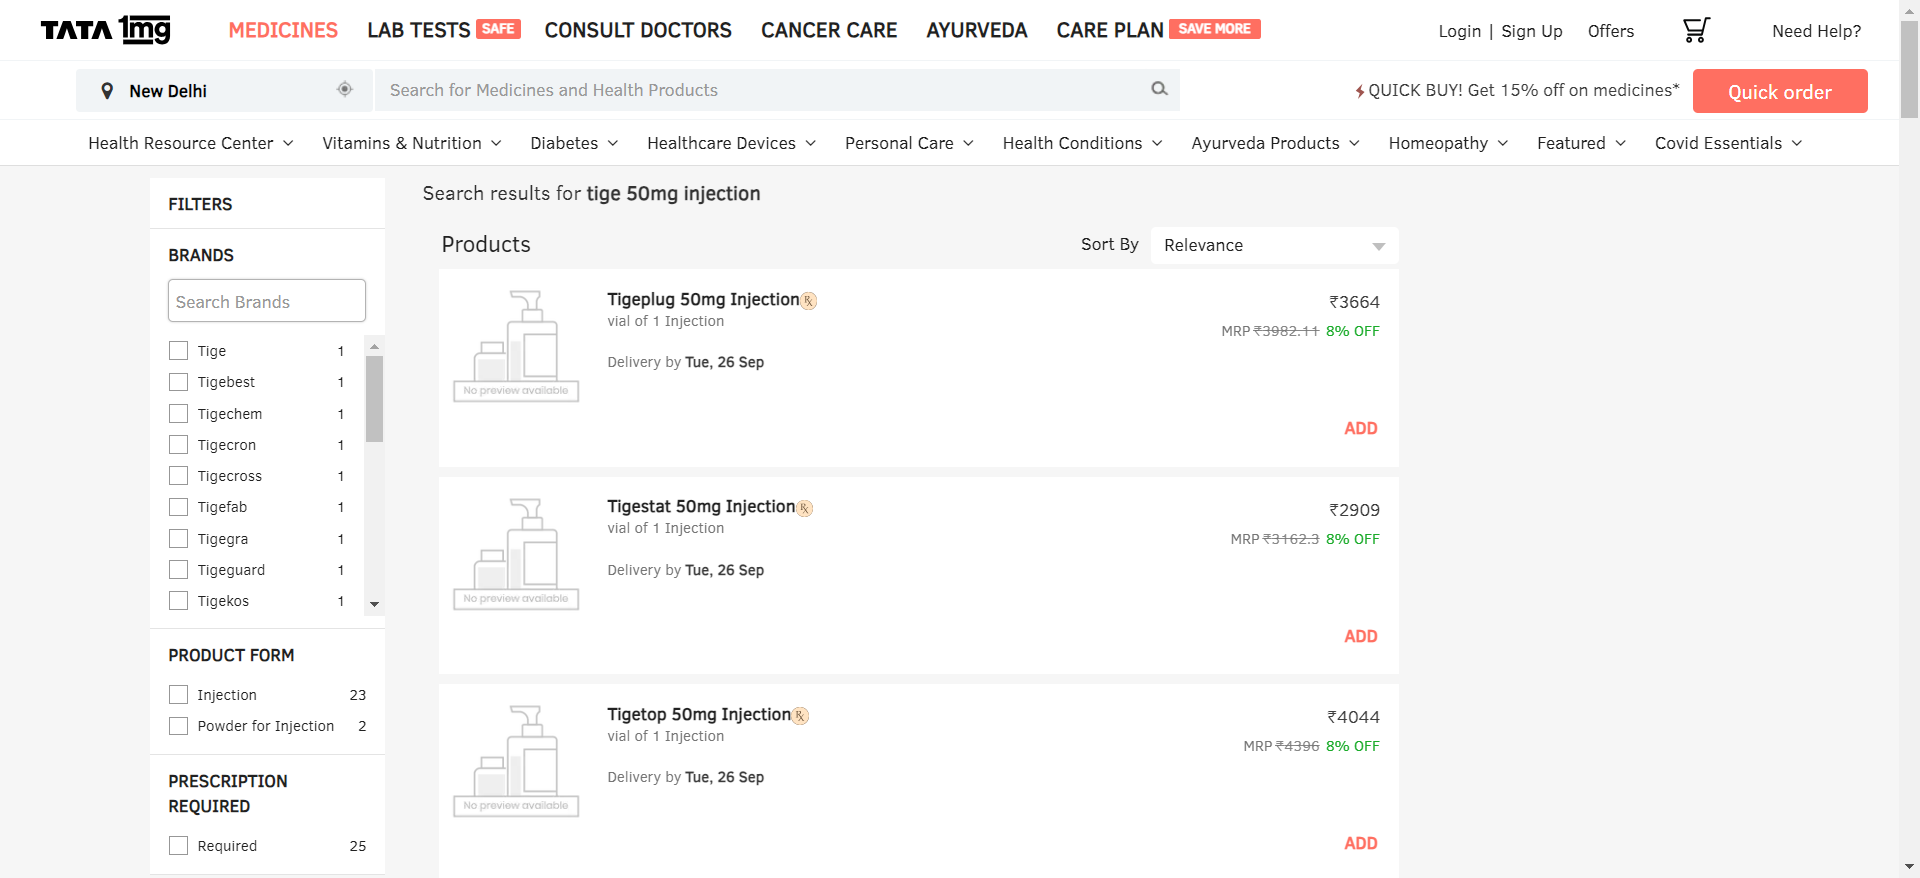 TATA 1mg MEDICINES LAB TESTS SAFE CONSULT DOCTORS CANCER CARE AYURVEDA CARE PLAN SAVE MORE Login | Sign Up Offers Need Help?
New Delhi Search for Medicines and Health Products QUICK BUY! Get 15% off on medicines* Quick order
Health Resource Center Vitamins & Nutrition Diabetes Healthcare Devices Personal Care Health Conditions Ayurveda Products Homeopathy Featured Covid Essentials
FILTERS
BRANDS
Search Brands
Tige 1
Tigebest 1
Tigechem 1
Tigecron 1
Tigecross 1
Tigefab 1
Tigegra 1
Tigeguard 1
Tigekos 1
PRODUCT FORM
Injection 23
Powder for Injection 2
PRESCRIPTION
REQUIRED
Required 25
Search results for tige 50mg injection
Products Sort By Relevance
No preview available
Tigeplug 50mg Injection Rx
vial of 1 Injection
Delivery by Tue, 26 Sep
₹3664
MRP ₹3982.11 8% OFF
ADD
No preview available
Tigestat 50mg Injection Rx
vial of 1 Injection
Delivery by Tue, 26 Sep
₹2909
MRP ₹3162.3 8% OFF
ADD
No preview available
Tigetop 50mg Injection Rx
vial of 1 Injection
Delivery by Tue, 26 Sep
₹4044
MRP ₹4396 8% OFF
ADD